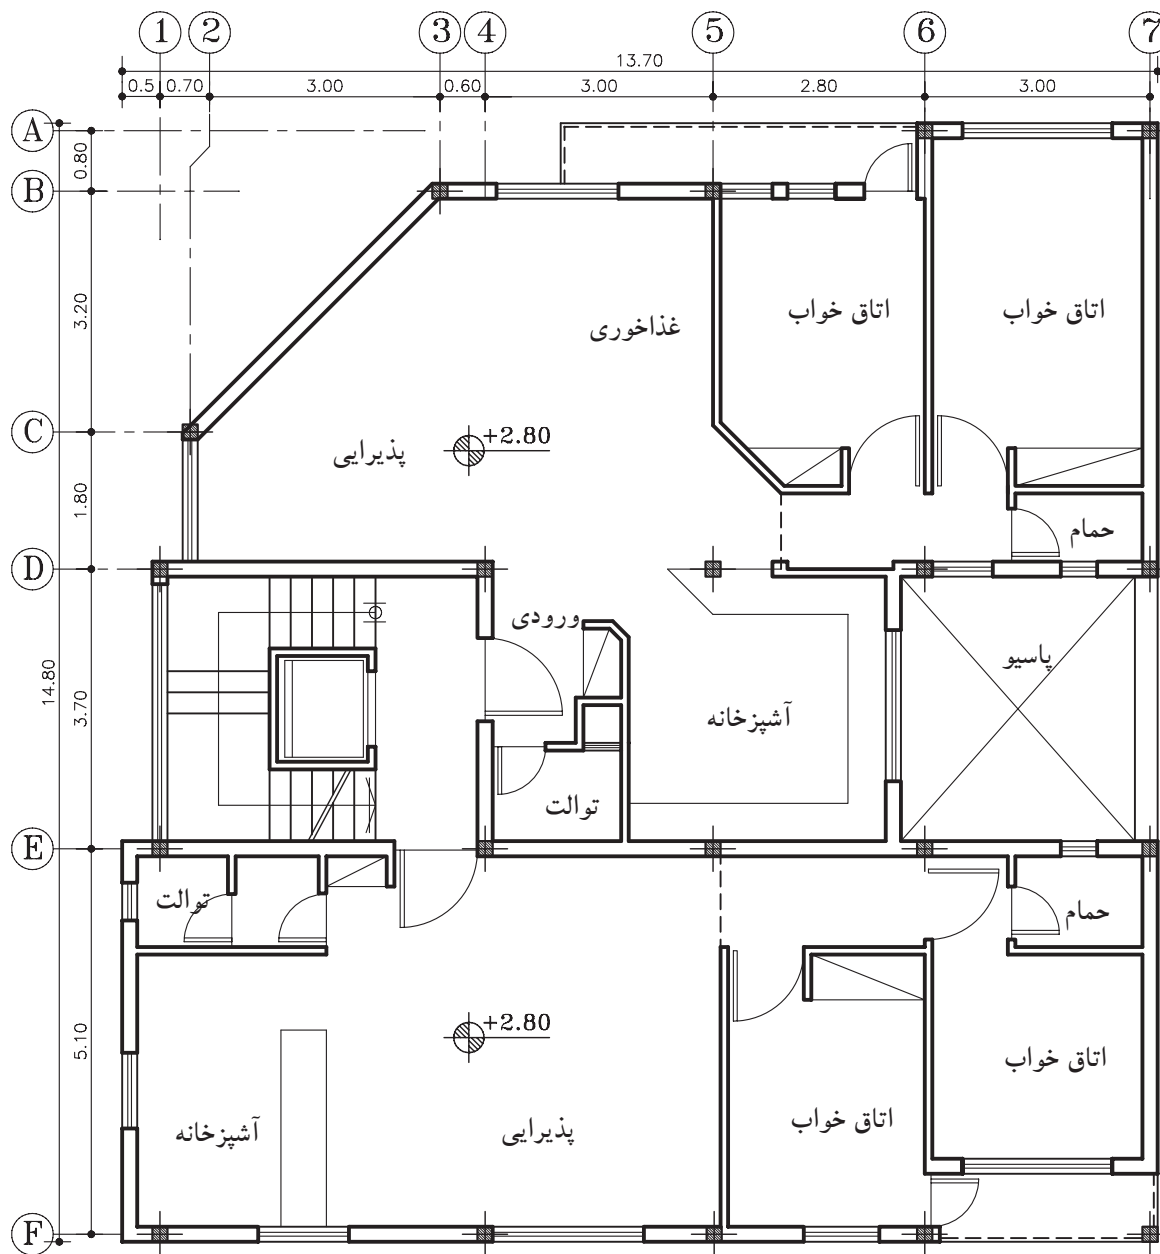 1 2 3 4 5 6 7
13.70
0.5 0.70 3.00 0.60 3.00 2.80 3.00
A
0.80
B
3.20
اتاق خواب
اتاق خواب
غذاخوری
C
+2.80
پذیرایی
1.80
حمام
D
ورودی
پاسیو
14.80
3.70
آشپزخانه
توالت
E
توالت
حمام
+2.80
5.10
اتاق خواب
اتاق خواب
پذیرایی
آشپزخانه
F